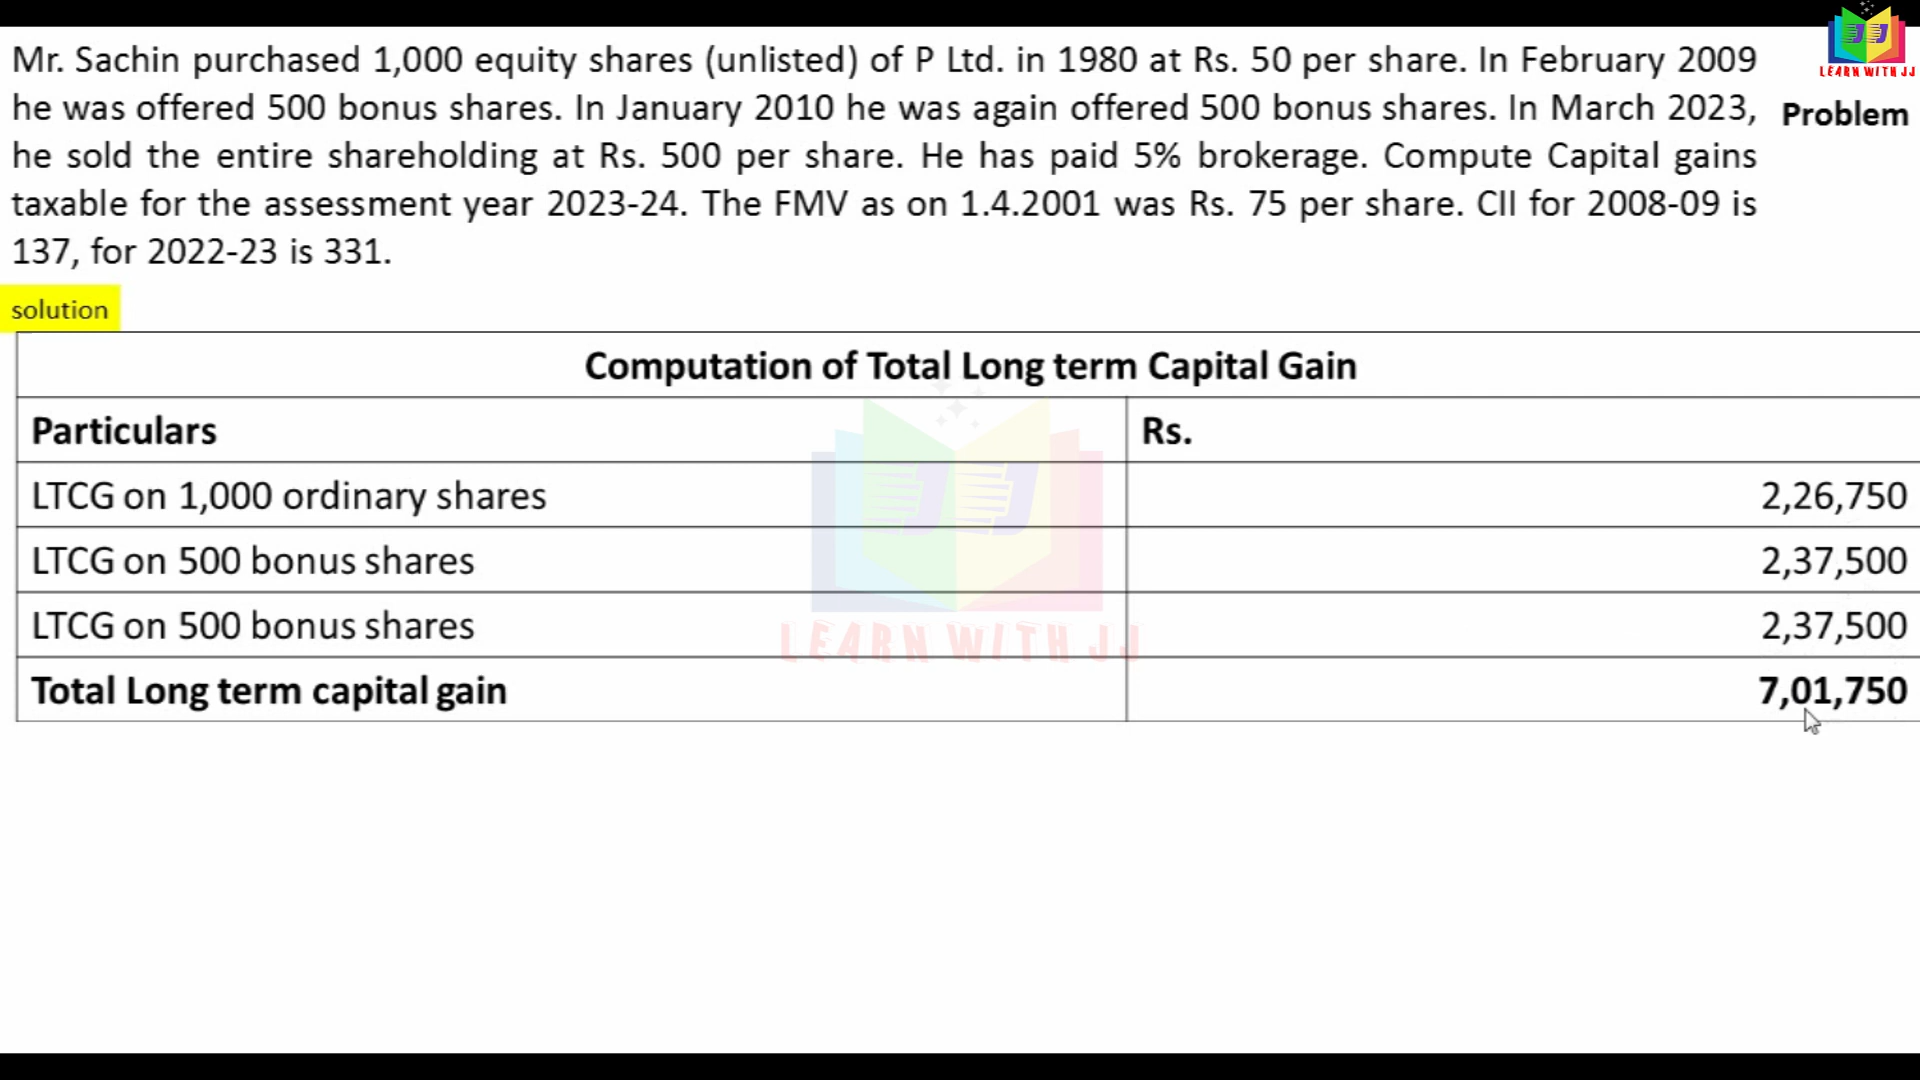 Mr. Sachin purchased 1,000 equity shares (unlisted) of P Ltd. in 1980 at Rs. 50 per share. In February 2009
he was offered 500 bonus shares. In January 2010 he was again offered 500 bonus shares. In March 2023,
he sold the entire shareholding at Rs. 500 per share. He has paid 5% brokerage. Compute Capital gains
taxable for the assessment year 2023-24. The FMV as on 1.4.2001 was Rs. 75 per share. CII for 2008-09 is
137, for 2022-23 is 331.
JJ
LEARN WITH JJ
Problem
solution
Computation of Total Long term Capital Gain
Particulars Rs.
LTCG on 1,000 ordinary shares 2,26,750
LTCG on 500 bonus shares 2,37,500
LTCG on 500 bonus shares 2,37,500
Total Long term capital gain 7,01,750
JJ
LEARN WITH JJ